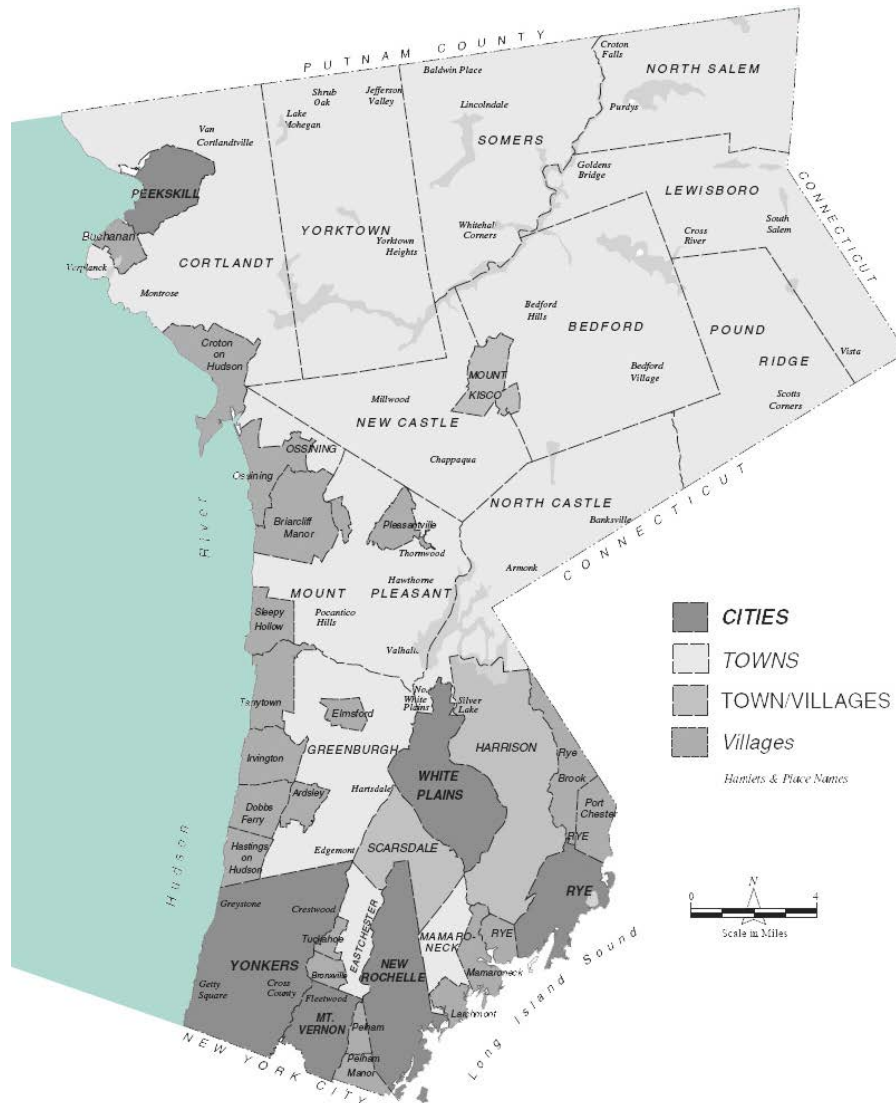 PUTNAM COUNTY
Croton
Falls
Baldwin Place
NORTH SALEM
Shrub
Oak
Jefferson
Valley
Lake
Mohegan
Lincolndale
Purdys
Van
Cortlandtville
SOMERS
Goldens
Bridge
CONNECTICUT
PEEKSKILL
LEWISBORO
South
Salem
Buchanan
YORKTOWN
Whitehal
Corners
Cross
River
Yorktown
Heights
Verplanck
CORTLANDT
Montrose
Bedford
Hills
BEDFORD
POUND
RIDGE
Croton
on
Hudson
Vista
MOUNT
KISCO
Bedford
Village
Millwood
Scotts
Corners
NEW CASTLE
OSSINING
Chappaqua
Ossining
NORTH CASTLE
Briarcliff
Manor
Pleasantville
Banksville
CONNECTICUT
Thornwood
Armonk
Hawthorne
MOUNT PLEASANT
Sleepy
Hollow
Pocantico
Hills
CITIES
TOWNS
TOWN/VILLAGES
Villages
Hamlets & Place Names
Valhalla
No.
White
Plains
Silver
Lake
Tarrytown
Elmsford
GREENBURGH
HARRISON
Rye
Brook
Irvington
WHITE
PLAINS
Hartsdale
Ardsley
Port
Chester
Dobbs
Ferry
RYE
SCARSDALE
Hastings
on
Hudson
Edgemont
RYE
N
0 4
Scale in Miles
Greystone
Crestwood
EASTCHESTER
MAMARO-
NECK
RYE
Tuckahoe
YONKERS
NEW
ROCHELLE
Mamaroneck
Bronxville
Getty
Square
Cross
County
Fleetwood
Larchmont
MT.
VERNON
Pelham
Pelham
Manor
Hudson River
Long Island Sound
NEW YORK CITY